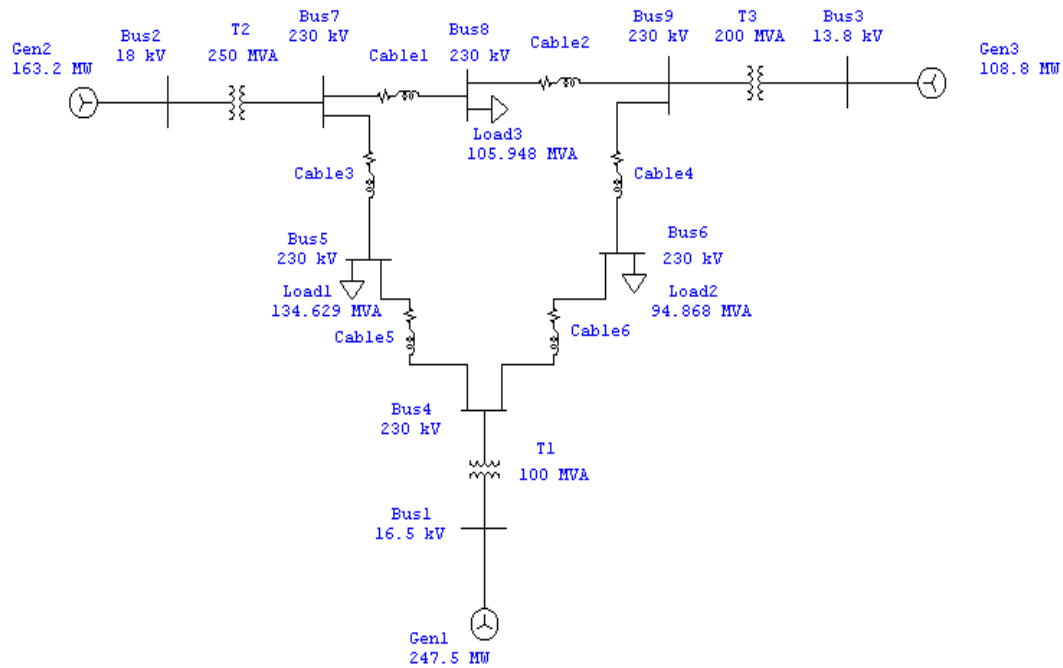 Gen2
163.2 MW
Bus2
18 kV
T2
250 MVA
Bus7
230 kV
Cable1
Bus8
230 kV
Cable2
Bus9
230 kV
T3
200 MVA
Bus3
13.8 kV
Gen3
108.8 MW
Load3
105.948 MVA
Cable3
Cable4
Bus5
230 kV
Load1
134.629 MVA
Bus6
230 kV
Load2
94.868 MVA
Cable5
Cable6
Bus4
230 kV
T1
100 MVA
Bus1
16.5 kV
Gen1
247.5 MW